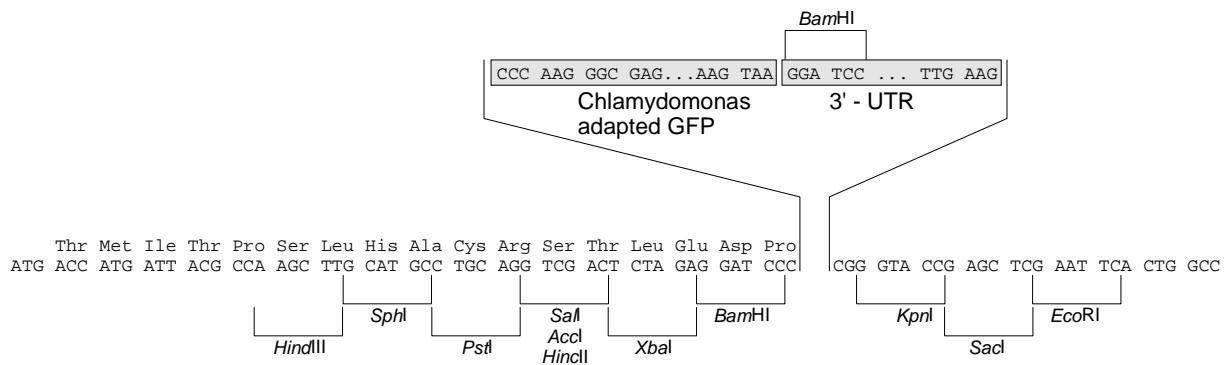 BamHI
CCC AAG GGC GAG...AAG TAA GGA TCC ... TTG AAG
Chlamydomonas
adapted GFP
3' - UTR
Thr Met Ile Thr Pro Ser Leu His Ala Cys Arg Ser Thr Leu Glu Asp Pro
ATG ACC ATG ATT ACG CCA AGC TTG CAT GCC TGC AGG TCG ACT CTA GAG GAT CCC CGG GTA CCG AGC TCG AAT TCA CTG GCC
SphI SalI BamHI KpnI EcoRI
AccI
HindIII PstI HincII XbaI SacI